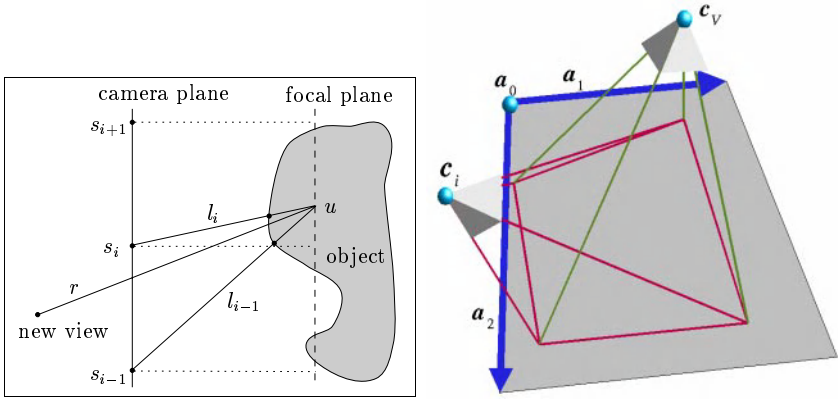 camera plane
focal plane
s_{i+1}
l_i
u
s_i
object
r
l_{i−1}
new view
s_{i−1}
c_V
a_0
a_1
c_i
a_2